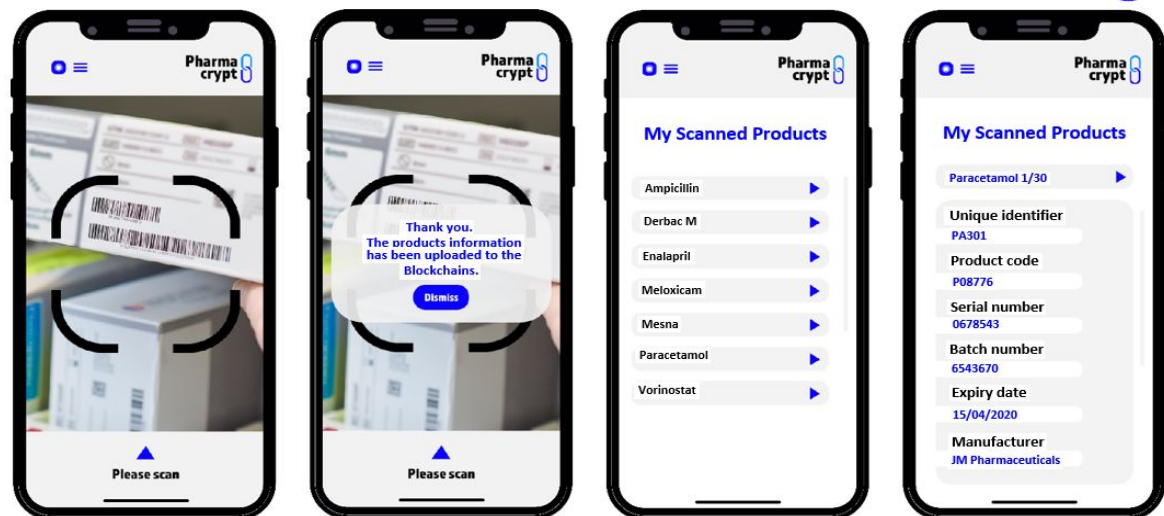 Pharma
crypt
Please scan
Pharma
crypt
Thank you.
The products information
has been uploaded to the
Blockchains.
Dismiss
Please scan
Pharma
crypt
My Scanned Products
Ampicillin
Derbac M
Enalapril
Meloxicam
Mesna
Paracetamol
Vorinostat
Pharma
crypt
My Scanned Products
Paracetamol 1/30
Unique identifier
PA301
Product code
P08776
Serial number
0678543
Batch number
6543670
Expiry date
15/04/2020
Manufacturer
JM Pharmaceuticals